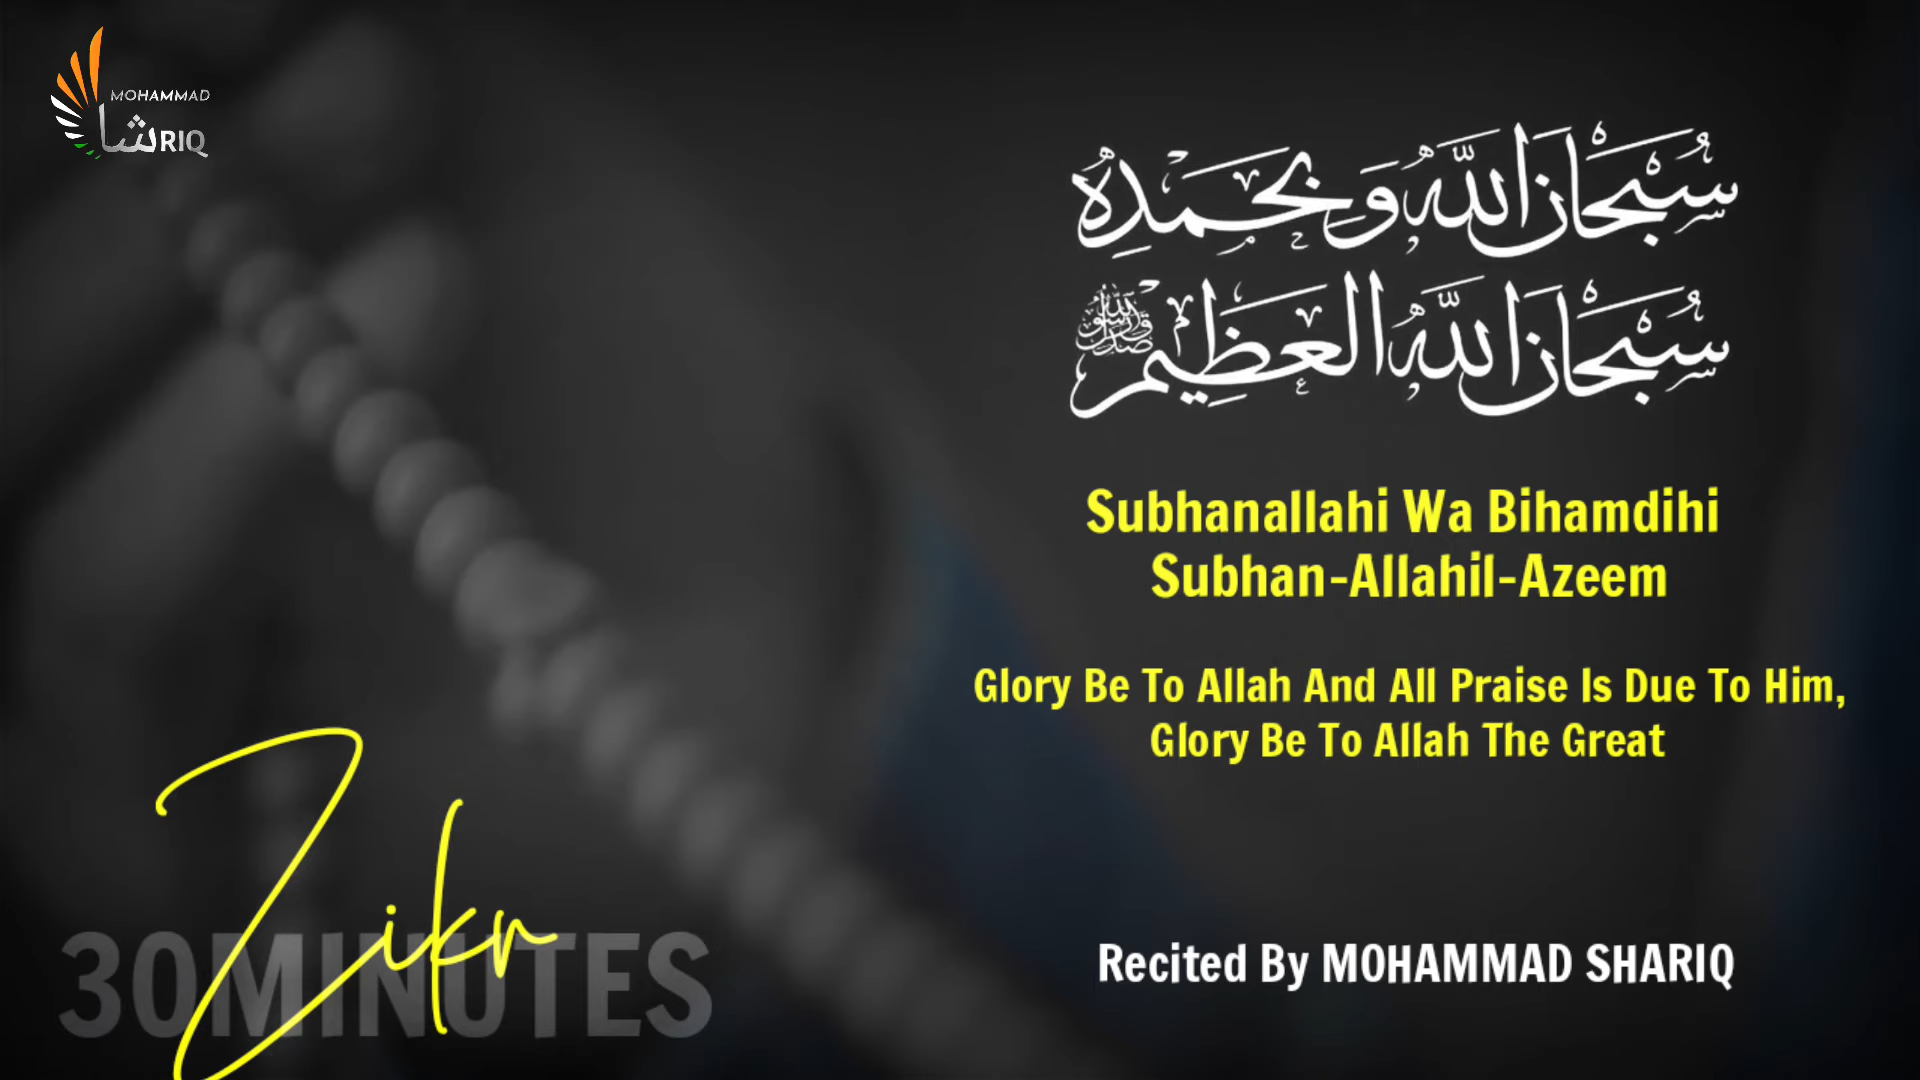 MOHAMMAD
شاRIQ
سُبْحَانَ اللهِ وَبِحَمْدِهِ
سُبْحَانَ اللهِ الْعَظِيمِ
Subhanallahi Wa Bihamdihi
Subhan-Allahil-Azeem
Glory Be To Allah And All Praise Is Due To Him,
Glory Be To Allah The Great
Zikr
30MINUTES
Recited By MOHAMMAD SHARIQ